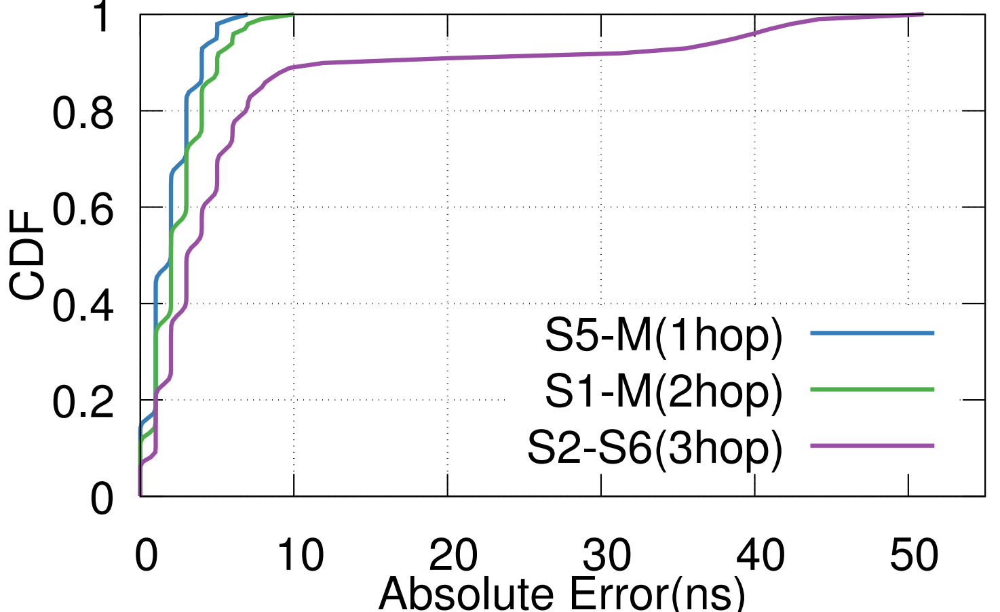 1
0.8
0.6
0.4
0.2
0
CDF
S5-M(1hop)
S1-M(2hop)
S2-S6(3hop)
0 10 20 30 40 50
Absolute Error(ns)